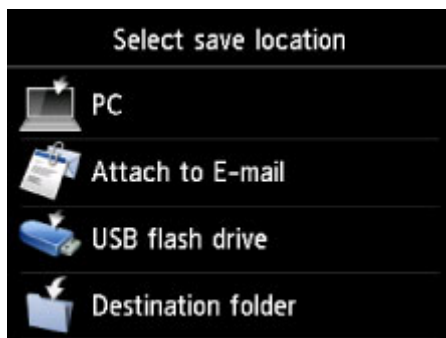 Select save location
PC
Attach to E-mail
USB flash drive
Destination folder